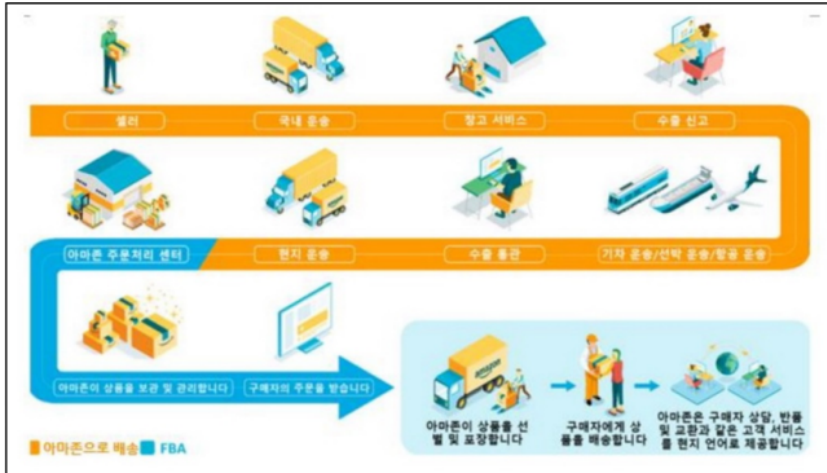 셀러
국내 운송
창고 서비스
수출 신고
아마존 주문처리 센터
현지 운송
수출 통관
기차 운송/선박 운송/항공 운송
아마존이 상품을 보관 및 관리합니다
구매자의 주문을 받습니다
amazon
아마존이 상품을 선
별 및 포장합니다
구매자에게 상
품을 배송합니다
아마존은 구매자 상담, 반품
및 교환과 같은 고객 서비스
를 현지 언어로 제공합니다
아마존으로 배송
FBA